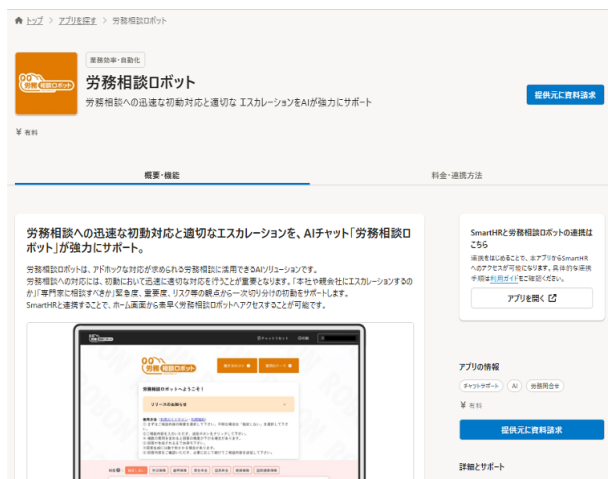 トップ > アプリを探す > 労務相談ロボット
業務効率・自動化
労務相談ロボット
労務相談への迅速な初動対応と適切な エスカレーションをAIが強力にサポート
提供元に資料請求
労務 相談ロボット
¥ 有料
概要・機能
料金・連携方法
労務相談への迅速な初動対応と適切なエスカレーションを、AIチャット「労務相談ロ
ボット」が強力にサポート。
労務相談ロボットは、アドホックな対応が求められる労務相談に活用できるAIソリューションです。
労務相談への対応には、初動において迅速に適切な対応を行うことが重要となります。「本社や親会社にエスカレーションするの
か」「専門家に相談すべきか」緊急度、重要度、リスク等の観点から一次切り分けの初動をサポートします。
SmartHRと連携することで、ホーム画面から素早く労務相談ロボットへアクセスすることが可能です。
労務 相談ロボット
労務相談ロボットへようこそ！
リリースのお知らせ
SmartHRと労務相談ロボットの連携は
こちら
連携をはじめることで、本アプリからSmartHR
へのアクセスが可能になります。具体的な連携
手順は利用ガイドをご確認ください。
アプリを開く
アプリの情報
チャットサポート
AI
労務問合せ
¥ 有料
提供元に資料請求
詳細とサポート